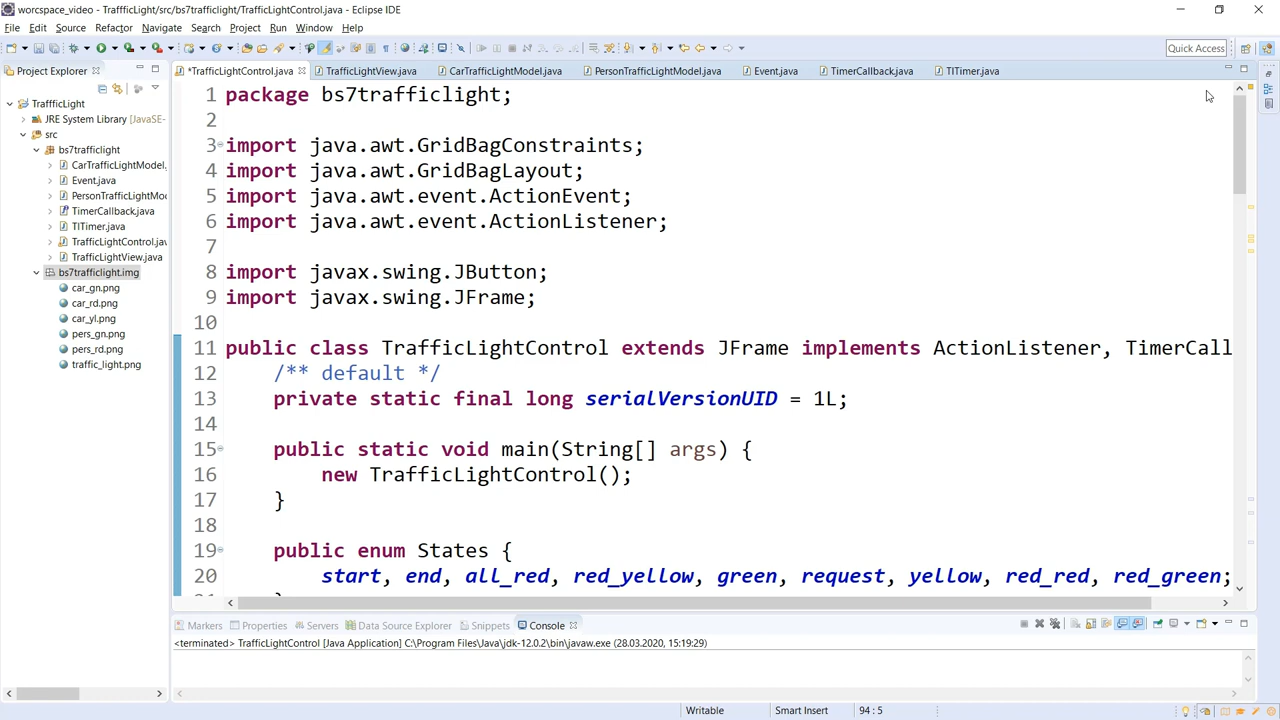 worcspace_video - TraffficLight/src/bs7trafficlight/TrafficLightControl.java - Eclipse IDE
File Edit Source Refactor Navigate Search Project Run Window Help
Quick Access
Project Explorer
*TrafficLightControl.java
TrafficLightView.java
CarTrafficLightModel.java
PersonTrafficLightModel.java
Event.java
TimerCallback.java
TITimer.java
TraffficLight
JRE System Library [JavaSE-
src
bs7trafficlight
CarTrafficLightModel.
Event.java
PersonTrafficLightMo
TimerCallback.java
TITimer.java
TrafficLightControl.jav
TrafficLightView.java
bs7trafficlight.img
car_gn.png
car_rd.png
car_yl.png
pers_gn.png
pers_rd.png
traffic_light.png
1 package bs7trafficlight;
2
3 import java.awt.GridBagConstraints;
4 import java.awt.GridBagLayout;
5 import java.awt.event.ActionEvent;
6 import java.awt.event.ActionListener;
7
8 import javax.swing.JButton;
9 import javax.swing.JFrame;
10
11 public class TrafficLightControl extends JFrame implements ActionListener, TimerCall
12 /** default */
13 private static final long serialVersionUID = 1L;
14
15 public static void main(String[] args) {
16 new TrafficLightControl();
17 }
18
19 public enum States {
20 start, end, all_red, red_yellow, green, request, yellow, red_red, red_green;
21 }
Markers Properties Servers Data Source Explorer Snippets Console
<terminated> TrafficLightControl [Java Application] C:\Program Files\Java\jdk-12.0.2\bin\javaw.exe (28.03.2020, 15:19:29)
Writable Smart Insert 94 : 5